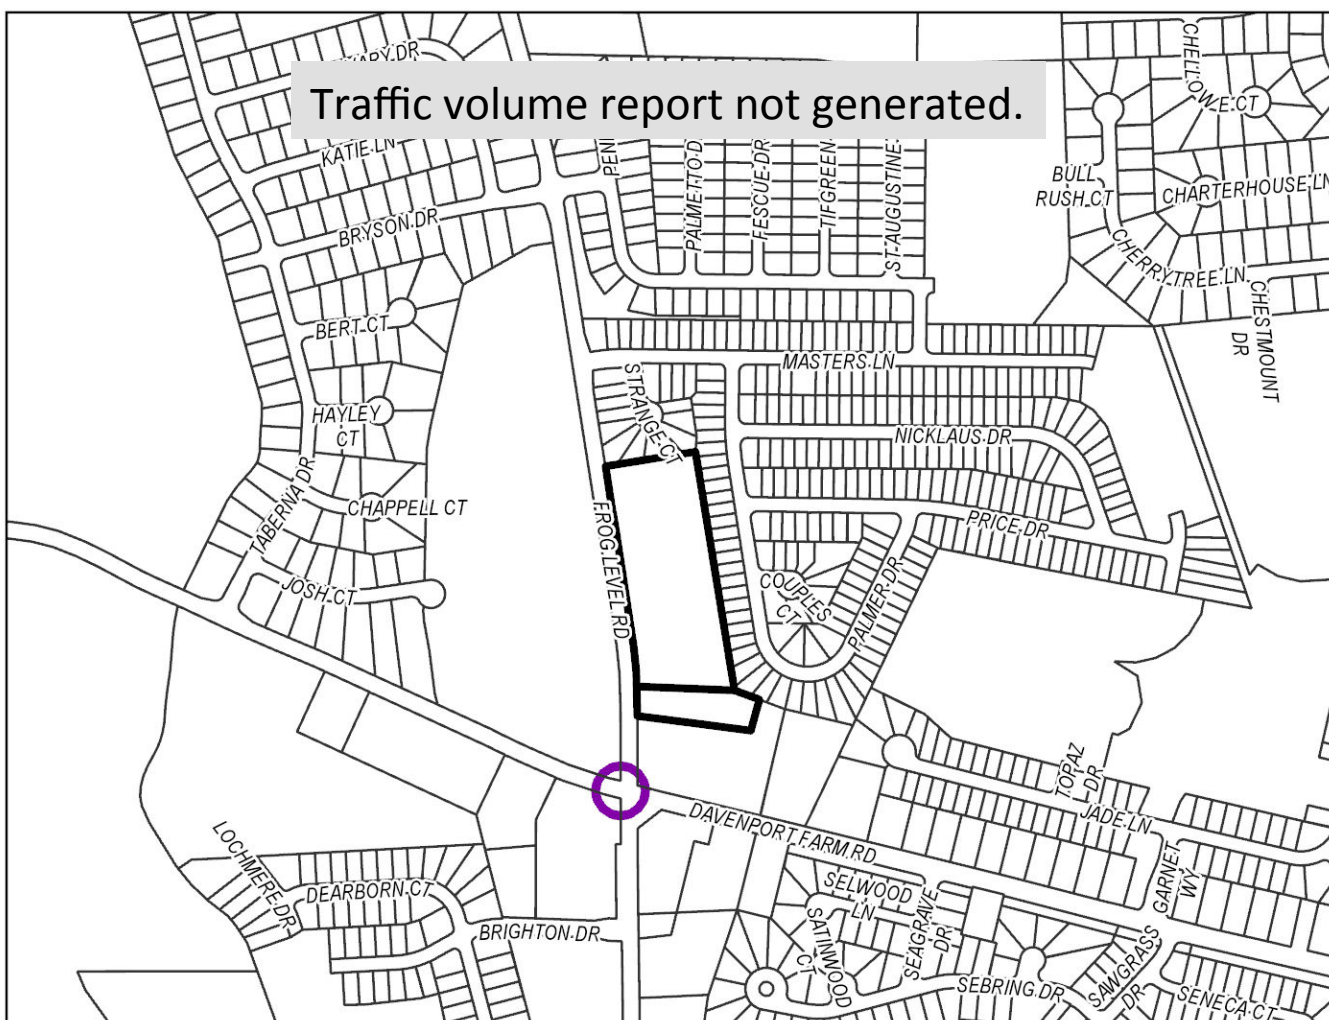 Traffic volume report not generated.
KATIE LN
BRYSON DR
BERT CT
HAYLEY
CT
TABERNA DR
CHAPPELL CT
JOSH CT
FROG LEVEL RD
STRANGE CT
PALMETTO D
FESCUE DR
TIFGREEN
ST AUGUSTINE
MASTERS LN
NICKLAUS DR
PRICE DR
COUPLES
CT
PALMER DR
CHELLOWE CT
BULL
RUSH CT
CHARTERHOUSE LN
CHERRYTREE LN
CHESTMOUNT
DR
TOPAZ
DR
JADE LN
GARNET
WY
DAVENPORT FARM RD
LOCHMERE DR
DEARBORN CT
BRIGHTON DR
SELWOOD
LN
SATINWOOD
CT
SEAGRAVE
DR
SEBRING DR
SAWGRASS
DR
SENECA CT